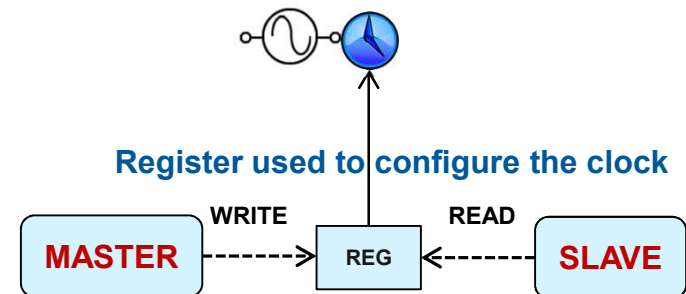 Register used to configure the clock
WRITE
READ
MASTER
REG
SLAVE